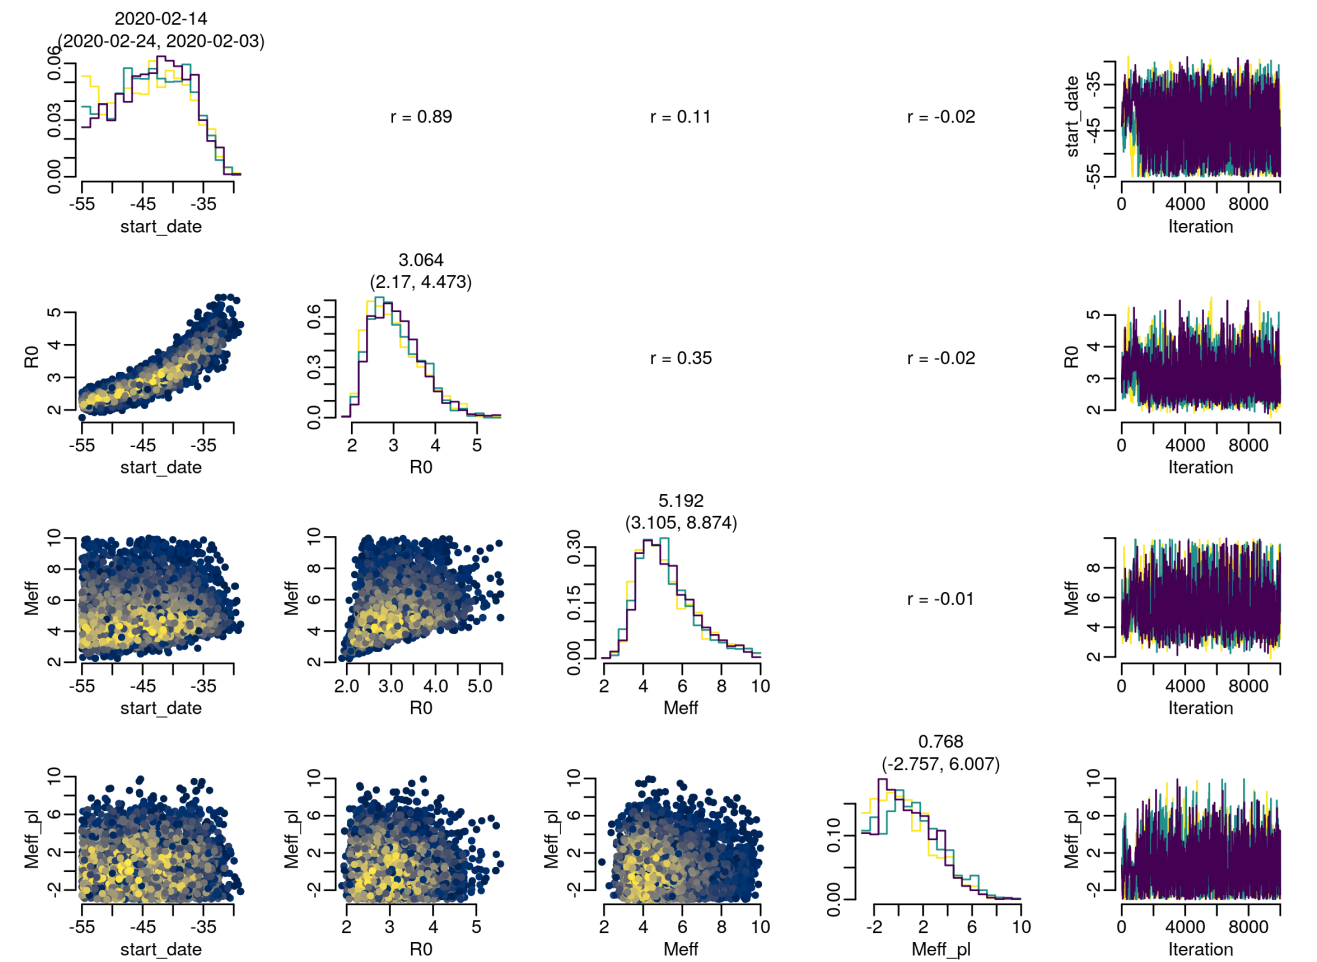 2020-02-14
(2020-02-24, 2020-02-03)
0.00 0.03 0.06
-55 -45 -35
start_date
r = 0.89
r = 0.11
r = -0.02
start_date
-55 -45 -35
0 4000 8000
Iteration
R0
2 3 4 5
-55 -45 -35
start_date
3.064
(2.17, 4.473)
0.0 0.3 0.6
2 3 4 5
R0
r = 0.35
r = -0.02
R0
2 3 4 5
0 4000 8000
Iteration
Meff
2 4 6 8 10
-55 -45 -35
start_date
Meff
2 4 6 8 10
2.0 3.0 4.0 5.0
R0
5.192
(3.105, 8.874)
0.00 0.15 0.30
2 4 6 8 10
Meff
r = -0.01
Meff
2 4 6 8
0 4000 8000
Iteration
Meff_pl
-2 2 6 10
-55 -45 -35
start_date
Meff_pl
-2 2 6 10
2 3 4 5
R0
Meff_pl
-2 2 6 10
2 4 6 8 10
Meff
0.768
(-2.757, 6.007)
0.00 0.10
-2 2 6 10
Meff_pl
Meff_pl
-2 2 6 10
0 4000 8000
Iteration